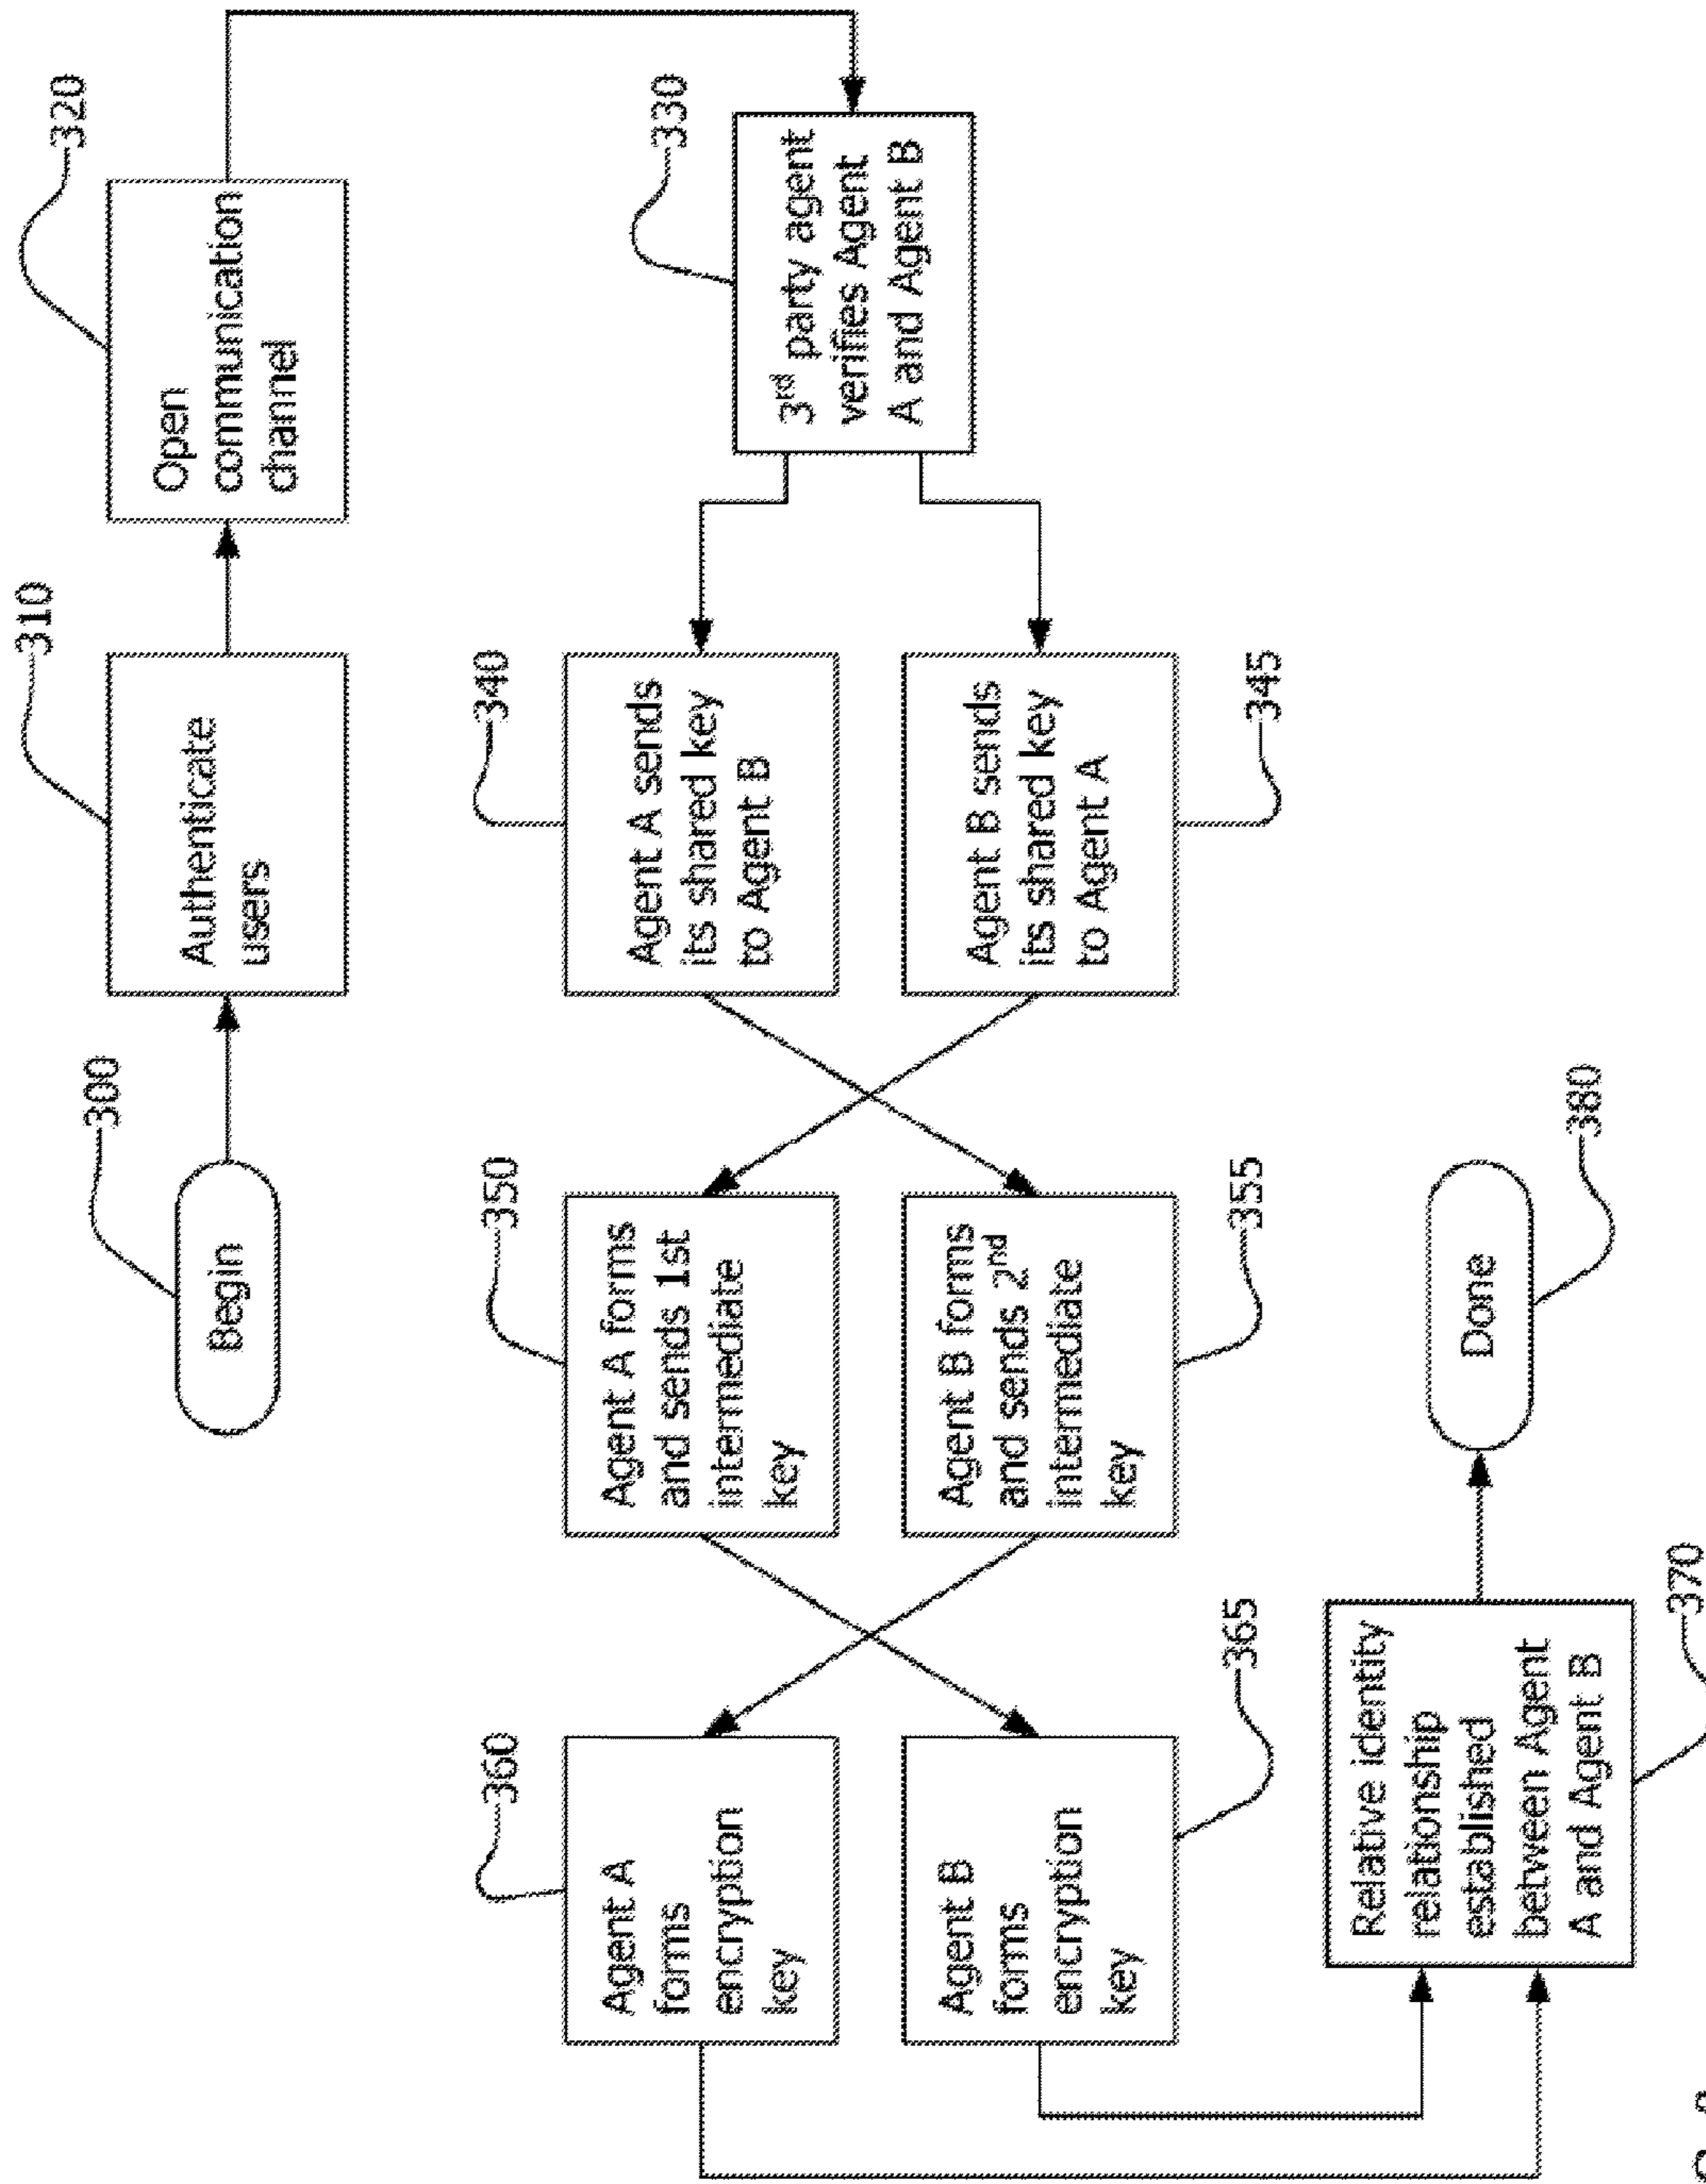 300
Begin
310
Authenticate
users
320
Open
communication
channel
330
3rd party agent
verifies Agent
A and Agent B
340
Agent A sends
its shared key
to Agent B
345
Agent B sends
its shared key
to Agent A
350
Agent A forms
and sends 1st
intermediate
key
355
Agent B forms
and sends 2nd
intermediate
key
360
Agent A
forms
encryption
key
365
Agent B
forms
encryption
key
370
Relative identity
relationship
established
between Agent
A and Agent B
380
Done